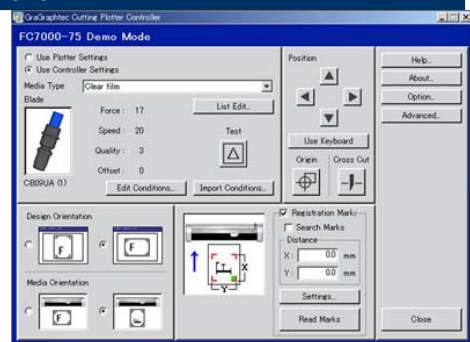 GraGraphtec Cutting Plotter Controller
FC7000-75 Demo Mode
Use Plotter Settings
Use Controller Settings
Media Type Clear film
Blade
Force : 17
Speed : 20
Quality : 3
Offset : 0
CB09UA (1)
List Edit..
Test
Edit Conditions..
Import Conditions..
Position
Use Keyboard
Origin Cross Cut
Help..
About..
Option..
Advanced..
Design Orientation
F F
Media Orientation
F F
X
Y
Registration Marks
Search Marks
Distance
X : 0.0 mm
Y : 0.0 mm
Settings..
Read Marks
Close